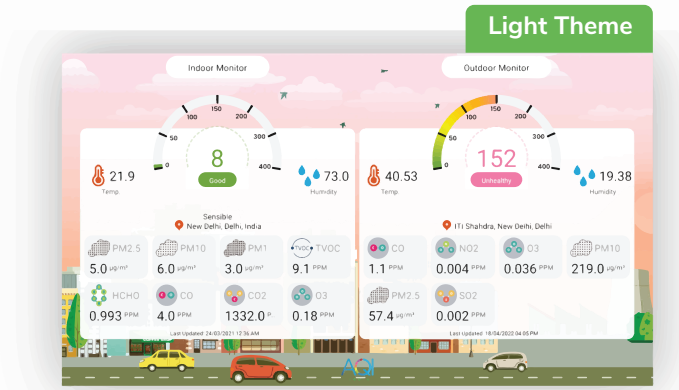 Light Theme
Indoor Monitor
Outdoor Monitor
0
50
100
150
200
300
400
8
Good
0
50
100
150
200
300
400
152
Unhealthy
21.9
Temp.
73.0
Humidity
40.53
Temp
19.38
Humidity
Sensible
New Delhi, Delhi, India
ITI Shahdra, New Delhi, Delhi
PM2.5
5.0 µg/m³
PM10
6.0 µg/m³
PM1
3.0 µg/m³
TVOC TVOC
9.1 PPM
HCHO
0.993 PPM
CO
4.0 PPM
CO2
1332.0 P..
03
0.18 PPM
CO
1.1 PPM
NO2
0.004 PPM
03
0.036 PPM
PM10
219.0 µg/m³
PM2.5
57.4 µg/m³
SO2
0.002 PPM
Last Updated: 24/03/2021 12:36 AM
Last Updated: 18/04/2022 04:05 PM
AQI